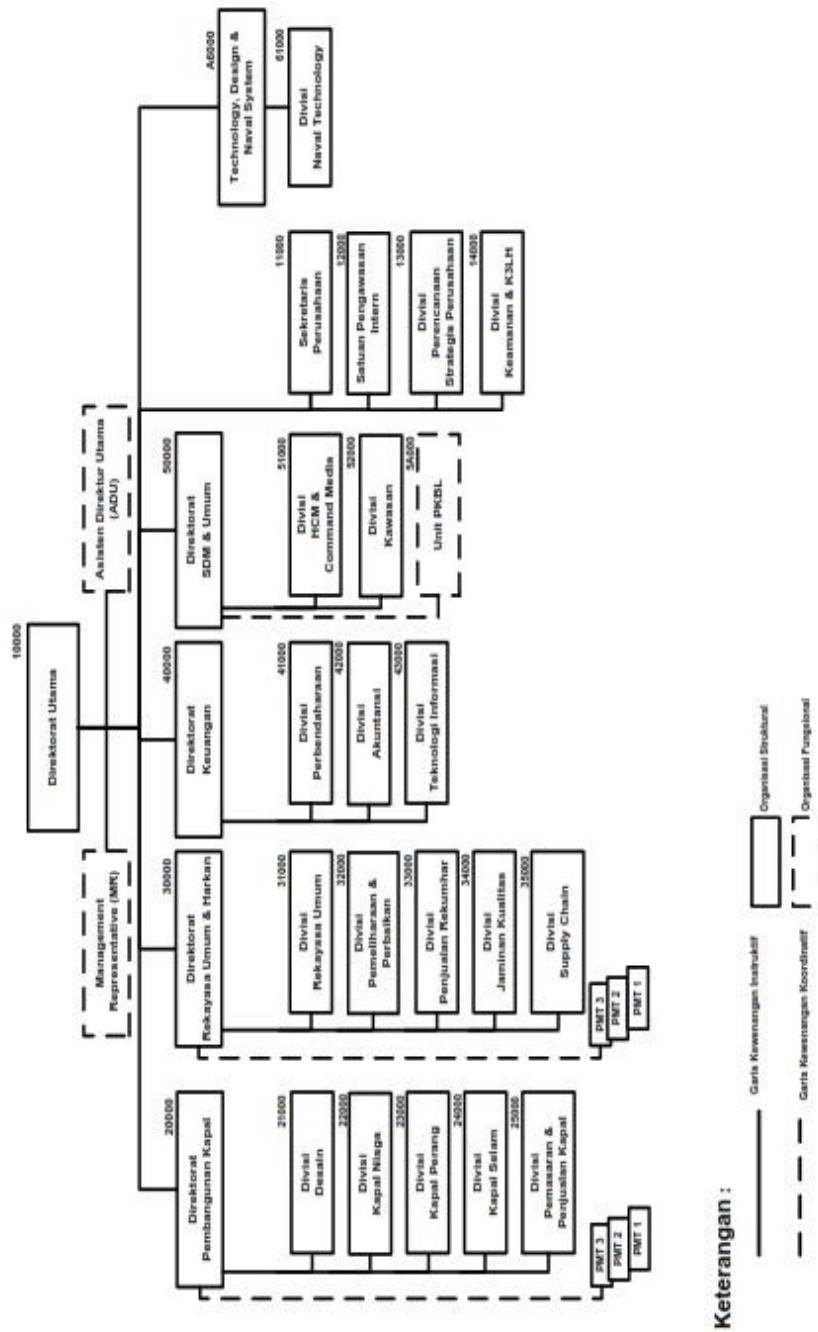 10000
Direktorat Utama
Management
Representative (MR)
Asisten Direktur Utama
(ADU)
20000
Direktorat
Pembangunan Kapal
21000
Divisi
Desain
22000
Divisi
Kapal Niaga
23000
Divisi
Kapal Perang
24000
Divisi
Kapal Selam
25000
Divisi
Pemasaran &
Penjualan Kapal
PMT 3
PMT 2
PMT 1
30000
Direktorat
Rekayasa Umum & Harkan
31000
Divisi
Rekayasa Umum
32000
Divisi
Pemeliharaan &
Perbaikan
33000
Divisi
Penjualan Rekumhar
34000
Divisi
Jaminan Kualitas
35000
Divisi
Supply Chain
PMT 3
PMT 2
PMT 1
40000
Direktorat
Keuangan
41000
Divisi
Perbendaharaan
42000
Divisi
Akuntansi
43000
Divisi
Teknologi Informasi
50000
Direktorat
SDM & Umum
51000
Divisi
HCM &
Command Media
52000
Divisi
Kawasan
5A000
Unit PKBL
11000
Sekretaris
Perusahaan
12000
Satuan Pengawasan
Intern
13000
Divisi
Perencanaan
Strategis Perusahaan
14000
Divisi
Keamanan & K3LH
A6000
Technology, Design &
Naval System
61000
Divisi
Naval Technology
Keterangan :
Garis Kewenangan Instruktif
Organisasi Struktural
Garis Kewenangan Koordinatif
Organisasi Fungsional